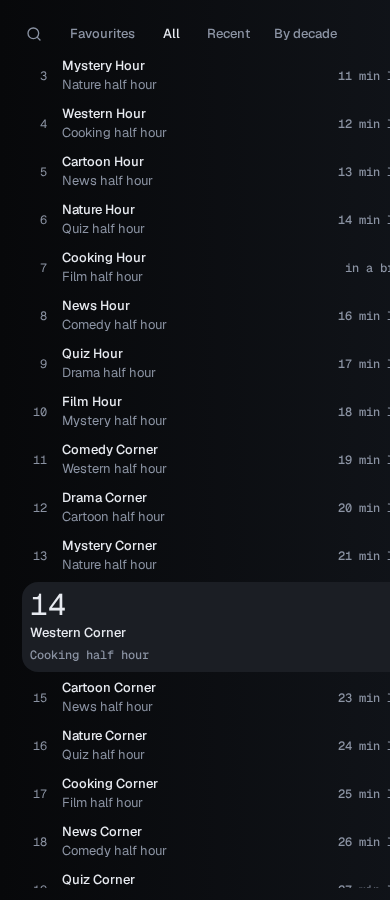 Favourites All Recent By decade
3 Mystery Hour 11 min
Nature half hour
4 Western Hour 12 min
Cooking half hour
5 Cartoon Hour 13 min
News half hour
6 Nature Hour 14 min
Quiz half hour
7 Cooking Hour in a
Film half hour
8 News Hour 16 min
Comedy half hour
9 Quiz Hour 17 min
Drama half hour
10 Film Hour 18 min
Mystery half hour
11 Comedy Corner 19 min
Western half hour
12 Drama Corner 20 min
Cartoon half hour
13 Mystery Corner 21 min
Nature half hour
14
Western Corner
Cooking half hour
15 Cartoon Corner 23 min
News half hour
16 Nature Corner 24 min
Quiz half hour
17 Cooking Corner 25 min
Film half hour
18 News Corner 26 min
Comedy half hour
Quiz Corner